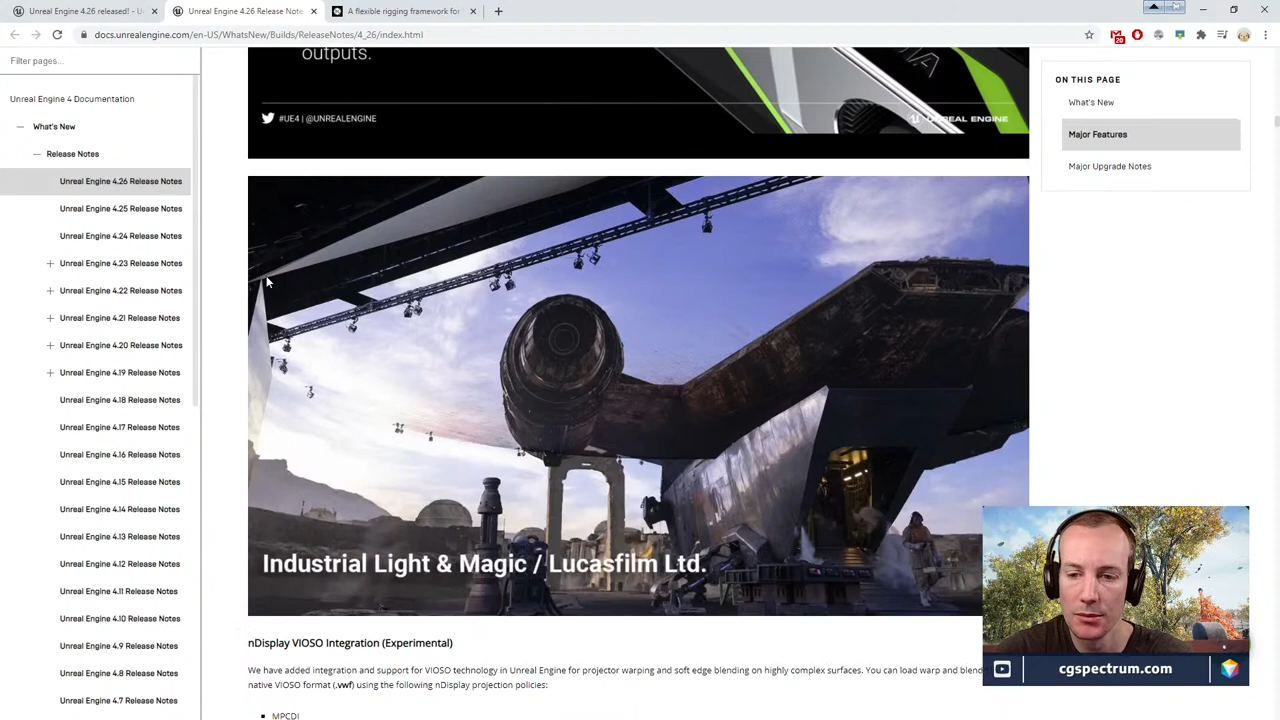 Unreal Engine 4.26 released! - Un
Unreal Engine 4.26 Release Notes
A flexible rigging framework for
docs.unrealengine.com/en-US/WhatsNew/Builds/ReleaseNotes/4_26/index.html
20
Filter pages...
Unreal Engine 4 Documentation
What's New
Release Notes
Unreal Engine 4.26 Release Notes
Unreal Engine 4.25 Release Notes
Unreal Engine 4.24 Release Notes
Unreal Engine 4.23 Release Notes
Unreal Engine 4.22 Release Notes
Unreal Engine 4.21 Release Notes
Unreal Engine 4.20 Release Notes
Unreal Engine 4.19 Release Notes
Unreal Engine 4.18 Release Notes
Unreal Engine 4.17 Release Notes
Unreal Engine 4.16 Release Notes
Unreal Engine 4.15 Release Notes
Unreal Engine 4.14 Release Notes
Unreal Engine 4.13 Release Notes
Unreal Engine 4.12 Release Notes
Unreal Engine 4.11 Release Notes
Unreal Engine 4.10 Release Notes
Unreal Engine 4.9 Release Notes
Unreal Engine 4.8 Release Notes
Unreal Engine 4.7 Release Notes
outputs.
#UE4 | @UNREALENGINE
UNREAL ENGINE
Industrial Light & Magic / Lucasfilm Ltd.
nDisplay VIOSO Integration (Experimental)
We have added integration and support for VIOSO technology in Unreal Engine for projector warping and soft edge blending on highly complex surfaces. You can load warp and blend
native VIOSO format (.vwf) using the following nDisplay projection policies:
MPCDI
ON THIS PAGE
What's New
Major Features
Major Upgrade Notes
cgspectrum.com